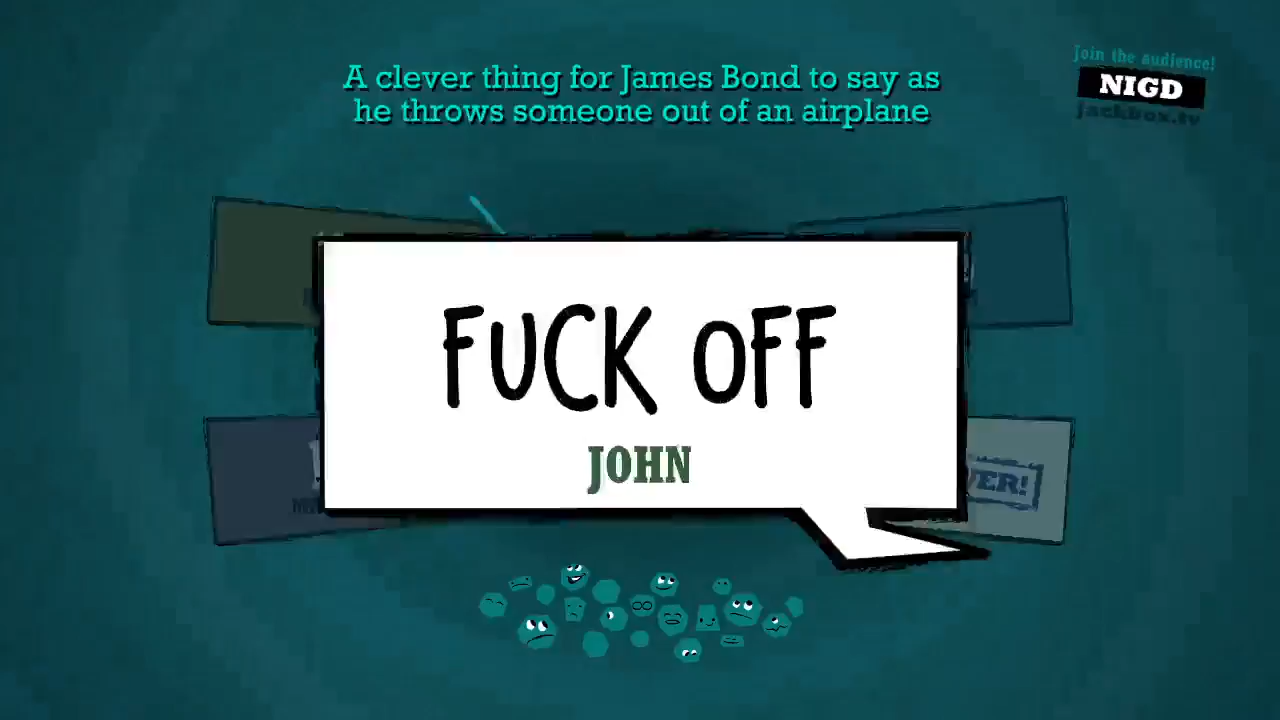 A clever thing for James Bond to say as
he throws someone out of an airplane
Join the audience!
NIGD
jackbox.tv
FUCK OFF
JOHN